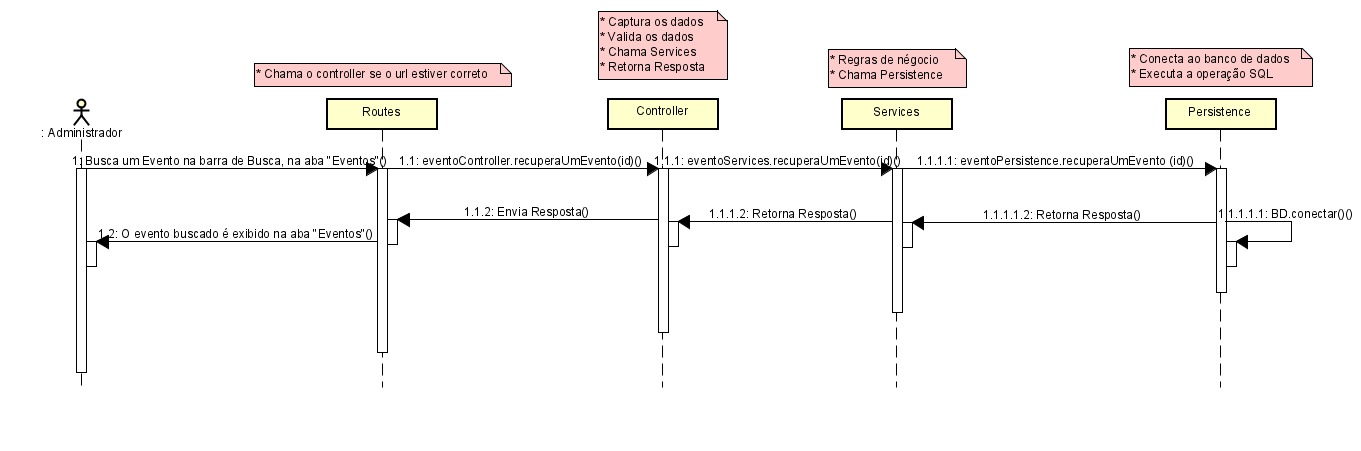 * Captura os dados
* Valida os dados
* Chama Services
* Retorna Resposta
* Regras de négocio
* Chama Persistence
* Conecta ao banco de dados
* Executa a operação SQL
* Chama o controller se o url estiver correto
Routes
Controller
Services
Persistence
: Administrador
1: Busca um Evento na barra de Busca, na aba "Eventos"()
1.1: eventoController.recuperaUmEvento(id)()
1.1.1: eventoServices.recuperaUmEvento(id)()
1.1.1.1: eventoPersistence.recuperaUmEvento (id)()
1.1.2: Envia Resposta()
1.1.1.2: Retorna Resposta()
1.1.1.1.2: Retorna Resposta()
1.1.1.1.1: BD.conectar()()
1.2: O evento buscado é exibido na aba "Eventos"()